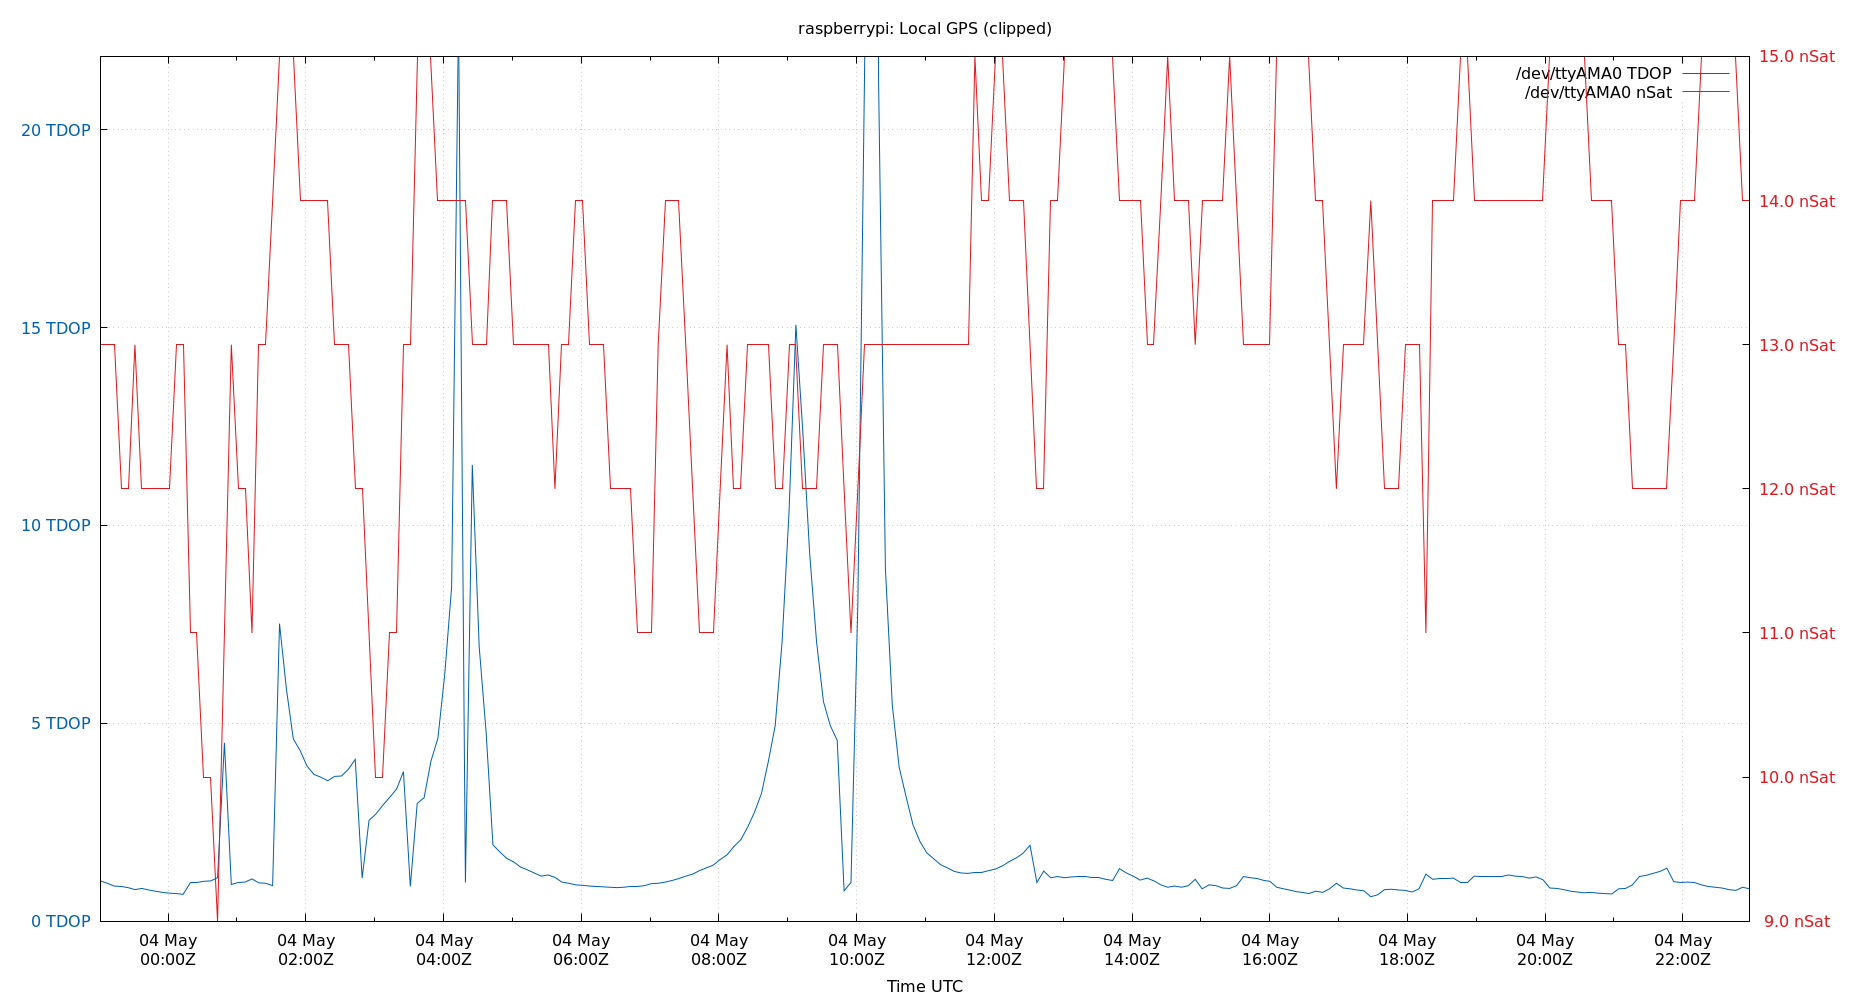 raspberrypi: Local GPS (clipped)
/dev/ttyAMA0 TDOP
/dev/ttyAMA0 nSat
20 TDOP
15 TDOP
10 TDOP
5 TDOP
0 TDOP
15.0 nSat
14.0 nSat
13.0 nSat
12.0 nSat
11.0 nSat
10.0 nSat
9.0 nSat
04 May 04 May 04 May 04 May 04 May 04 May 04 May 04 May 04 May 04 May 04 May 04 May
00:00Z 02:00Z 04:00Z 06:00Z 08:00Z 10:00Z 12:00Z 14:00Z 16:00Z 18:00Z 20:00Z 22:00Z
Time UTC